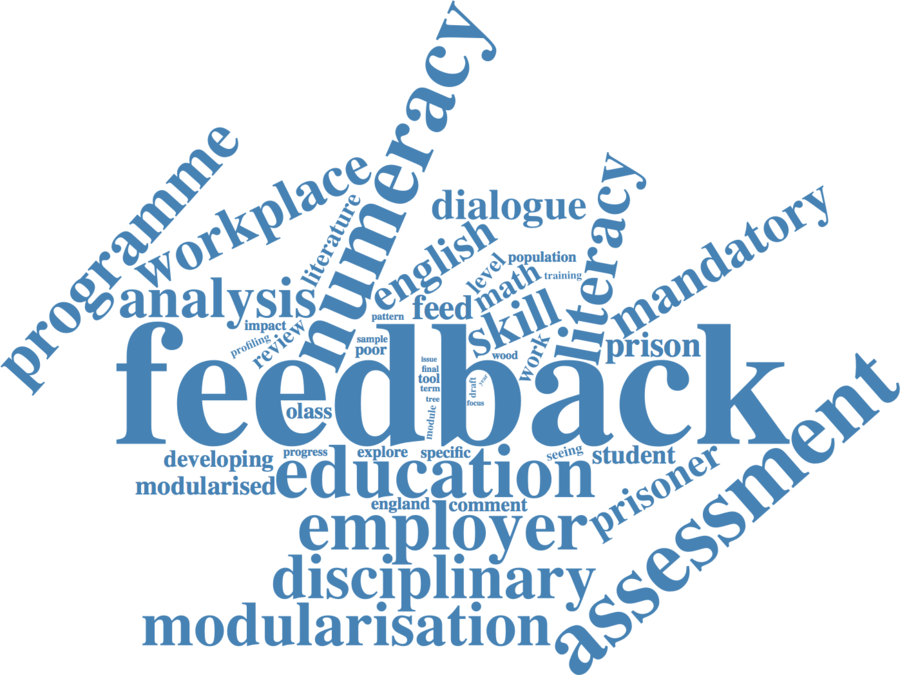 numeracy
programme
workplace
literature
dialogue
literacy
mandatory
english
level
population
training
math
analysis
feed
pattern
skill
impact
profiling
review
sample
poor
wood
work
prison
feedback
issue
final
tool
term
tree
module
draft
year
focus
olass
assessment
developing
progress
explore
specific
seeing
student
modularised
education
prisoner
england
comment
employer
disciplinary
modularisation